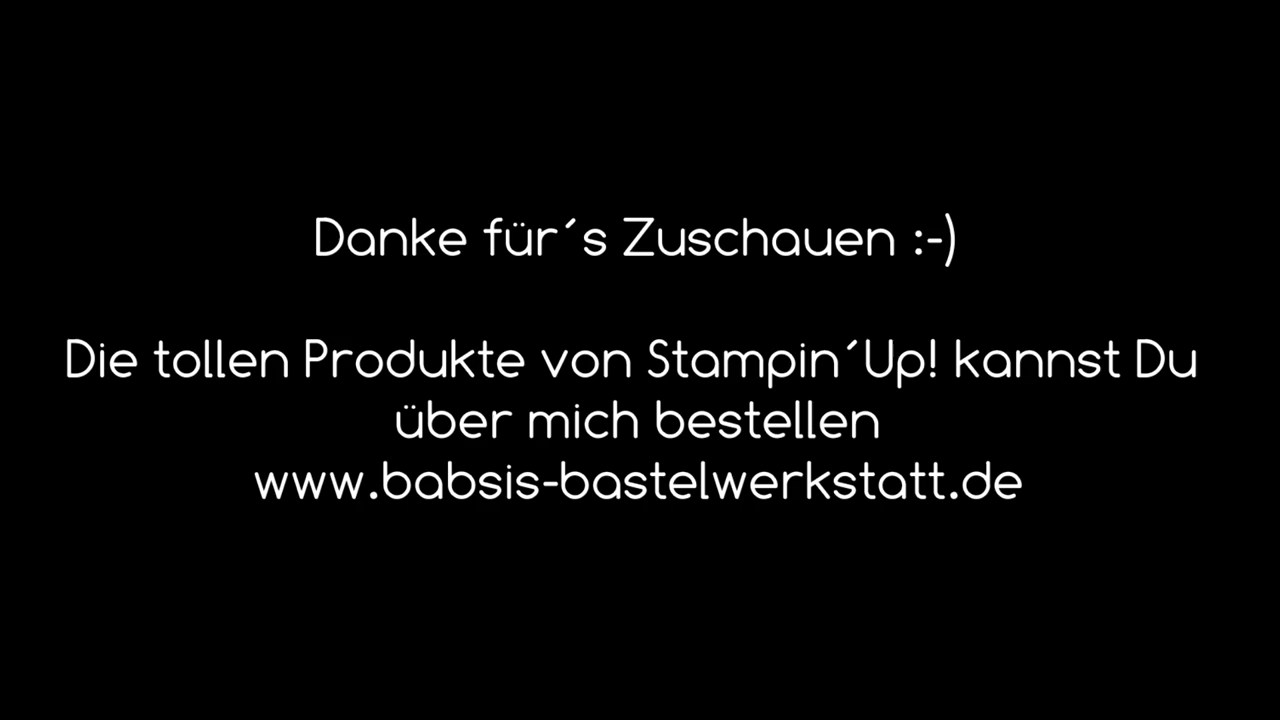 Danke für´s Zuschauen :-)
Die tollen Produkte von Stampin´Up! kannst Du
über mich bestellen
www.babsis-bastelwerkstatt.de